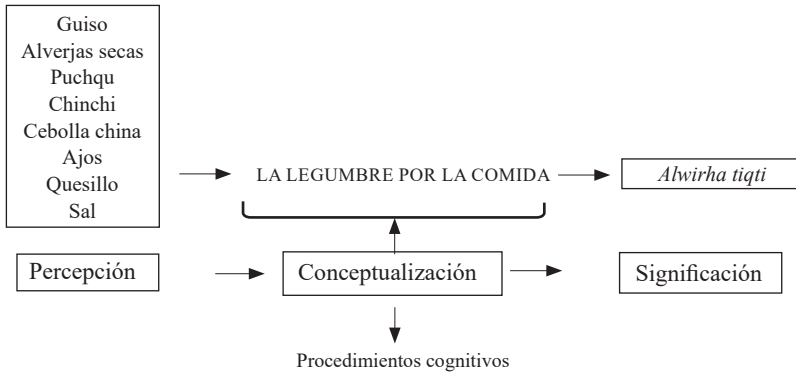 Guiso
Alverjas secas
Puchqu
Chinchi
Cebolla china
Ajos
Quesillo
Sal
LA LEGUMBRE POR LA COMIDA
Alwirha tiqti
Percepción
Conceptualización
Significación
Procedimientos cognitivos